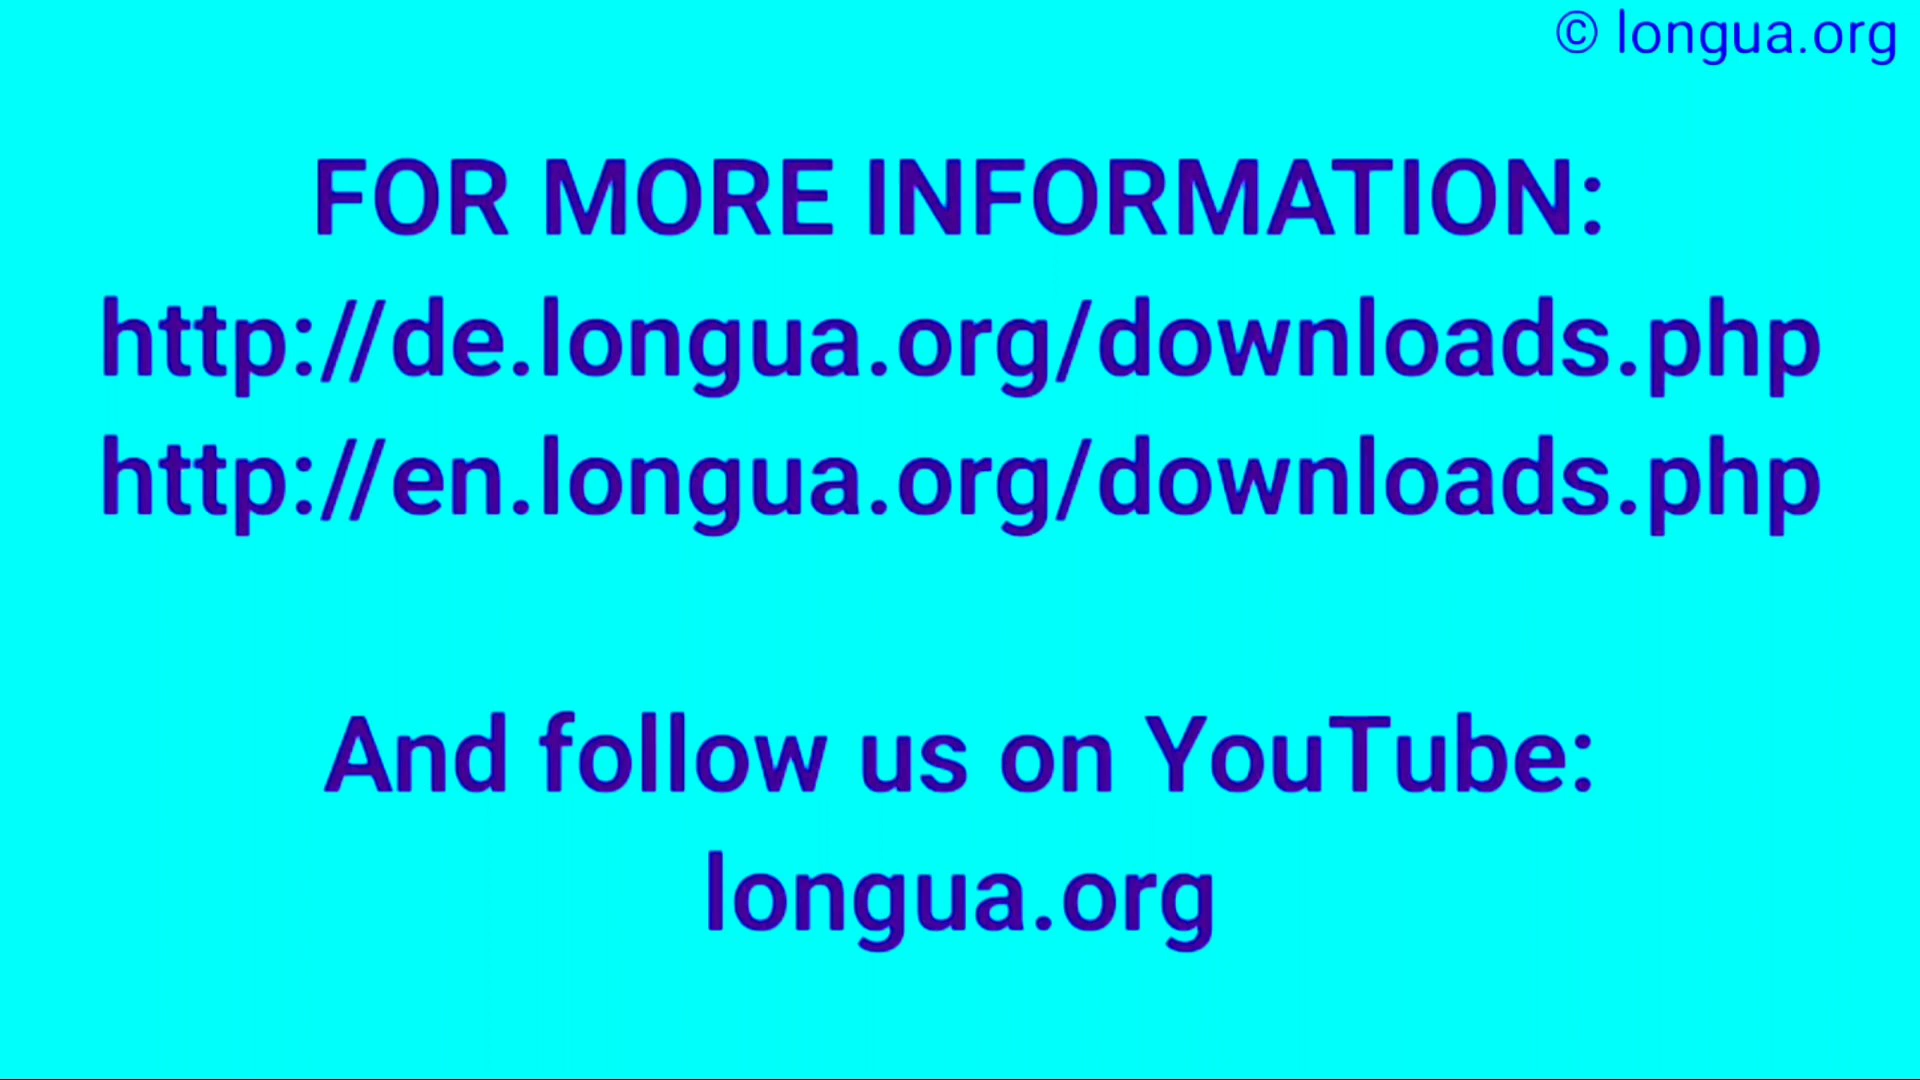 © longua.org
FOR MORE INFORMATION:
http://de.longua.org/downloads.php
http://en.longua.org/downloads.php
And follow us on YouTube:
longua.org